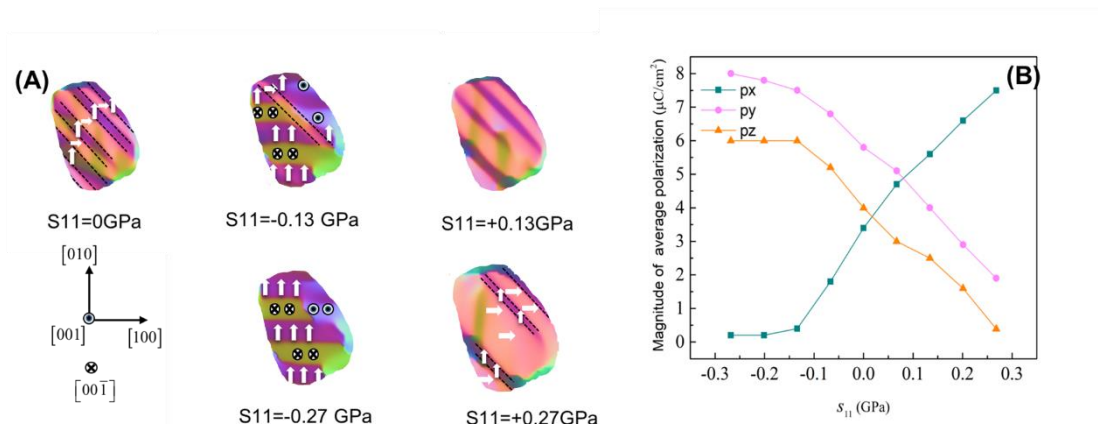 (A)
S11=0GPa
S11=-0.13 GPa
S11=+0.13GPa
[010]
[001]
[100]
[001̄]
S11=-0.27 GPa
S11=+0.27GPa
(B)
Magnitude of average polarization (μC/cm²)
8
7
6
5
4
3
2
1
0
px
py
pz
-0.3 -0.2 -0.1 0.0 0.1 0.2 0.3
s₁₁ (GPa)